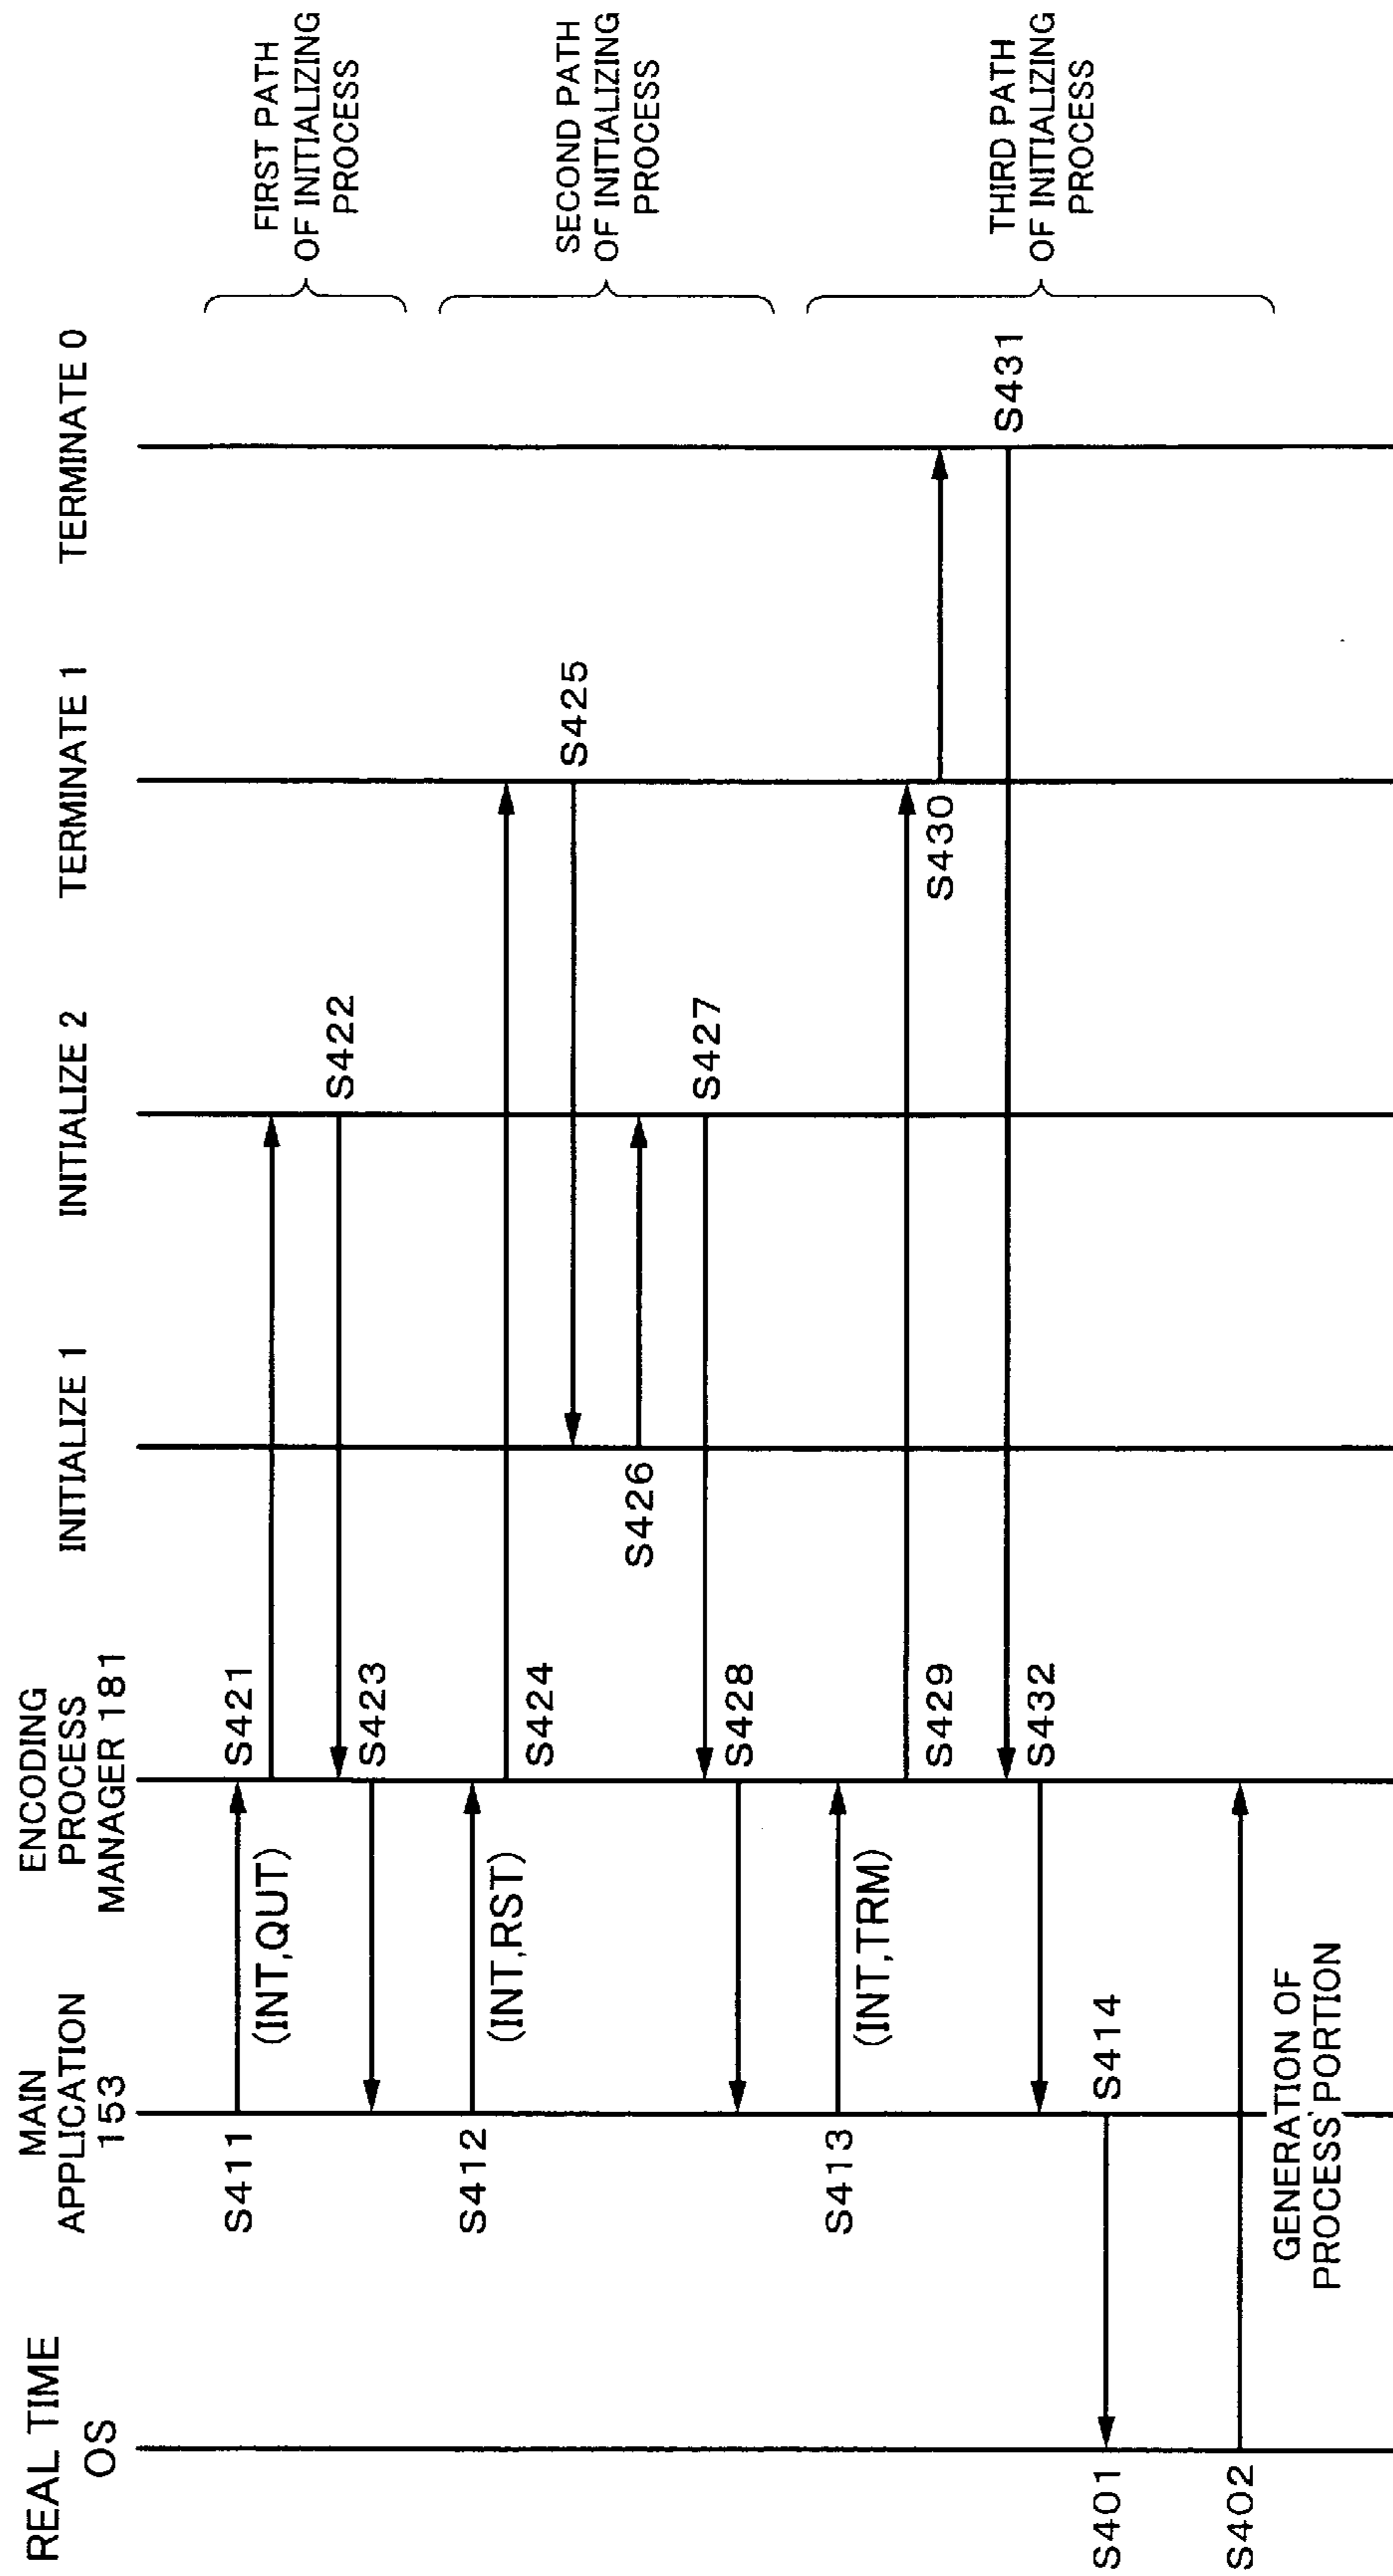 REAL TIME
OS
MAIN
APPLICATION
153
ENCODING
PROCESS
MANAGER 181
INITIALIZE 1
INITIALIZE 2
TERMINATE 1
TERMINATE 0
S411
(INT,QUT)
S421
S422
S423
FIRST PATH
OF INITIALIZING
PROCESS
S412
(INT,RST)
S424
S425
S426
S427
S428
SECOND PATH
OF INITIALIZING
PROCESS
S413
(INT,TRM)
S429
S430
S431
S432
THIRD PATH
OF INITIALIZING
PROCESS
S401
S414
S402
GENERATION OF
PROCESS PORTION